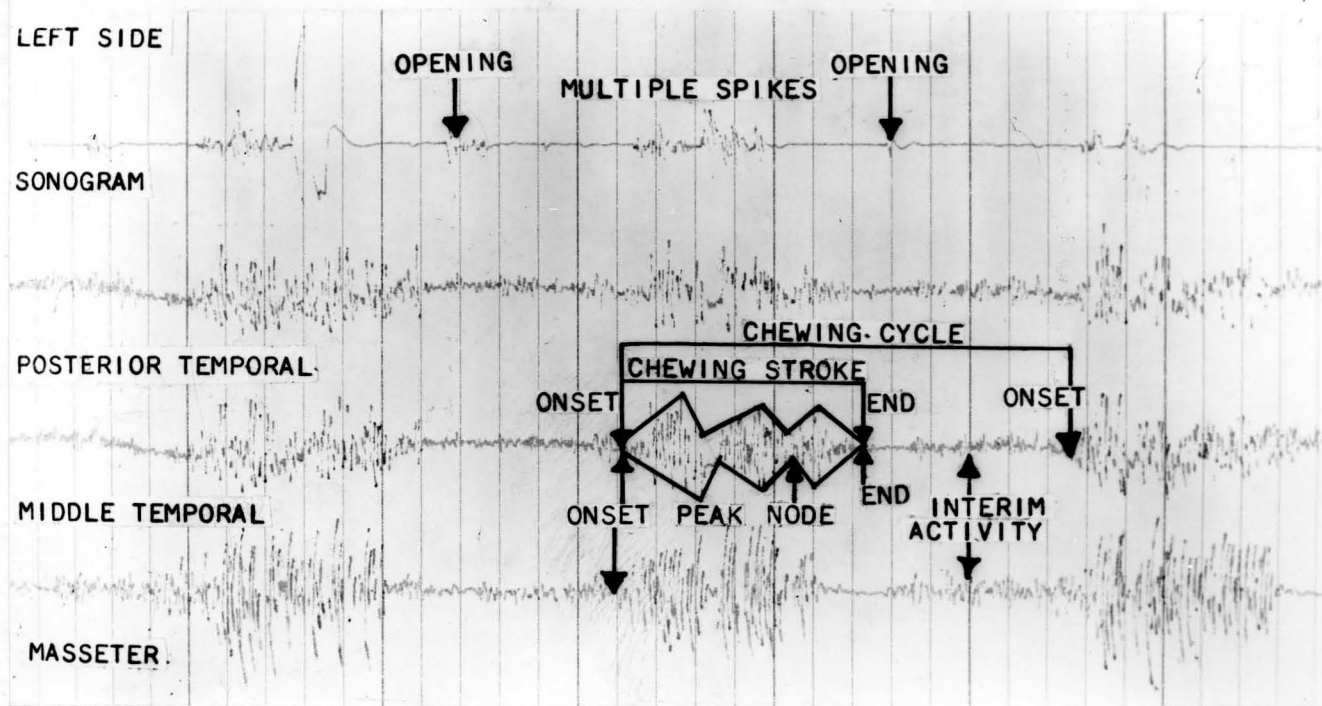 LEFT SIDE
OPENING
MULTIPLE SPIKES
OPENING
SONOGRAM
CHEWING CYCLE
POSTERIOR TEMPORAL
CHEWING STROKE
ONSET
END
ONSET
MIDDLE TEMPORAL
ONSET
PEAK
NODE
END
INTERIM
ACTIVITY
MASSETER.